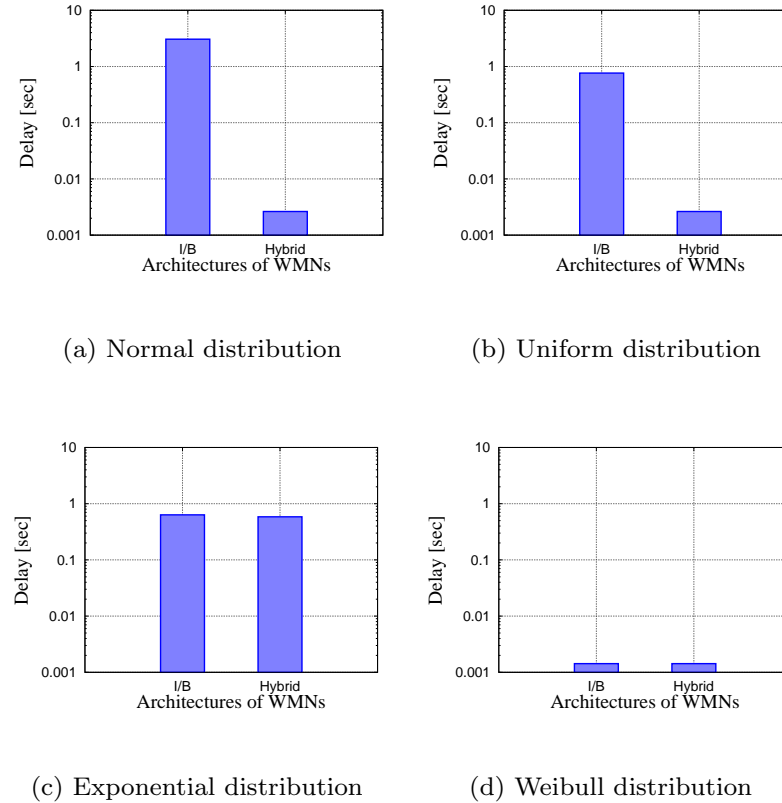 10
1
0.1
0.01
0.001
Delay [sec]
I/B Hybrid
Architectures of WMNs
(a) Normal distribution
10
1
0.1
0.01
0.001
Delay [sec]
I/B Hybrid
Architectures of WMNs
(b) Uniform distribution
10
1
0.1
0.01
0.001
Delay [sec]
I/B Hybrid
Architectures of WMNs
(c) Exponential distribution
10
1
0.1
0.01
0.001
Delay [sec]
I/B Hybrid
Architectures of WMNs
(d) Weibull distribution